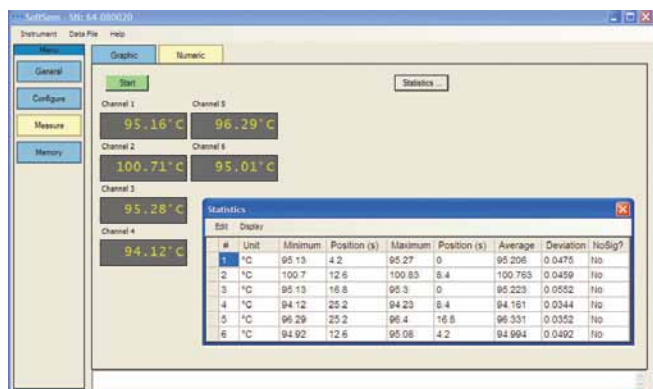 SoftSens - SN: 64-080020
Instrument Data File Help
Menu
General
Configure
Measure
Memory
Graphic Numeric
Start Statistics ...
Channel 1 Channel 5
95.16°C 96.29°C
Channel 2 Channel 6
100.71°C 95.01°C
Channel 3
95.28°C
Channel 4
94.12°C
Statistics
Edit Display
# Unit Minimum Position (s) Maximum Position (s) Average Deviation NoSig?
1 °C 95.13 4.2 95.27 0 95.206 0.0475 No
2 °C 100.7 12.6 100.83 8.4 100.763 0.0459 No
3 °C 95.13 16.8 95.3 0 95.223 0.0552 No
4 °C 94.12 25.2 94.23 8.4 94.161 0.0344 No
5 °C 96.29 25.2 96.4 16.8 96.331 0.0352 No
6 °C 94.92 12.6 95.08 4.2 94.994 0.0492 No